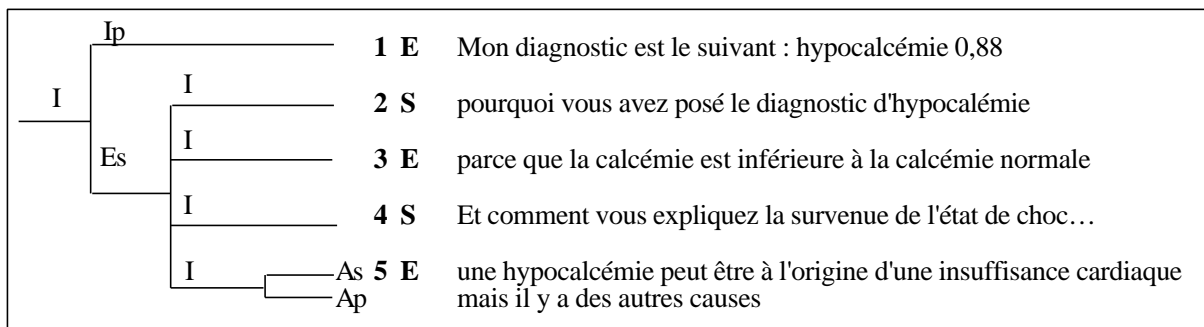 Ip 1 E Mon diagnostic est le suivant : hypocalcémie 0,88
I
I 2 S pourquoi vous avez posé le diagnostic d'hypocalémie
I
Es 3 E parce que la calcémie est inférieure à la calcémie normale
I 4 S Et comment vous expliquez la survenue de l'état de choc…
I As 5 E une hypocalcémie peut être à l'origine d'une insuffisance cardiaque
Ap mais il y a des autres causes